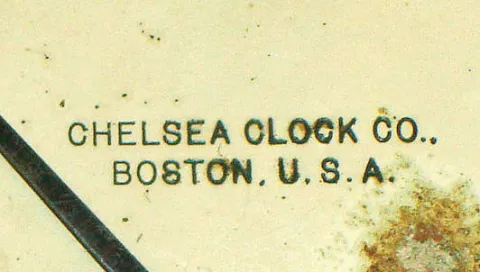 CHELSEA CLOCK CO.,
BOSTON, U.S.A.